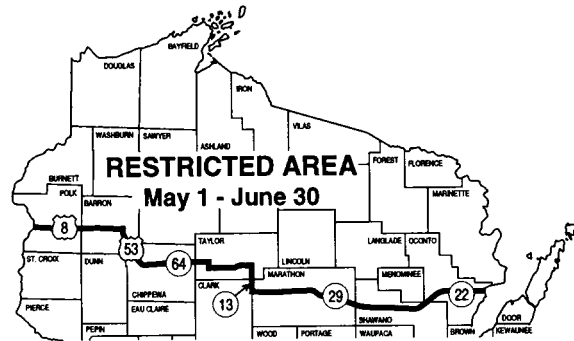 BAYFIELD
DOUGLAS
IRON
VILAS
WASHBURN
SAWYER
ASHLAND
FOREST
FLORENCE
RESTRICTED AREA
May 1 - June 30
BURNETT
POLK
BARRON
MARINETTE
8
53
64
TAYLOR
LINCOLN
LANGLADE
OCONTO
ST. CROIX
DUNN
CHIPPEWA
CLARK
MARATHON
MENOMINEE
13
29
22
PIERCE
EAU CLAIRE
PEPIN
WOOD
PORTAGE
SHAWANO
WAUPACA
BROWN
DOOR
KEWAUNEE